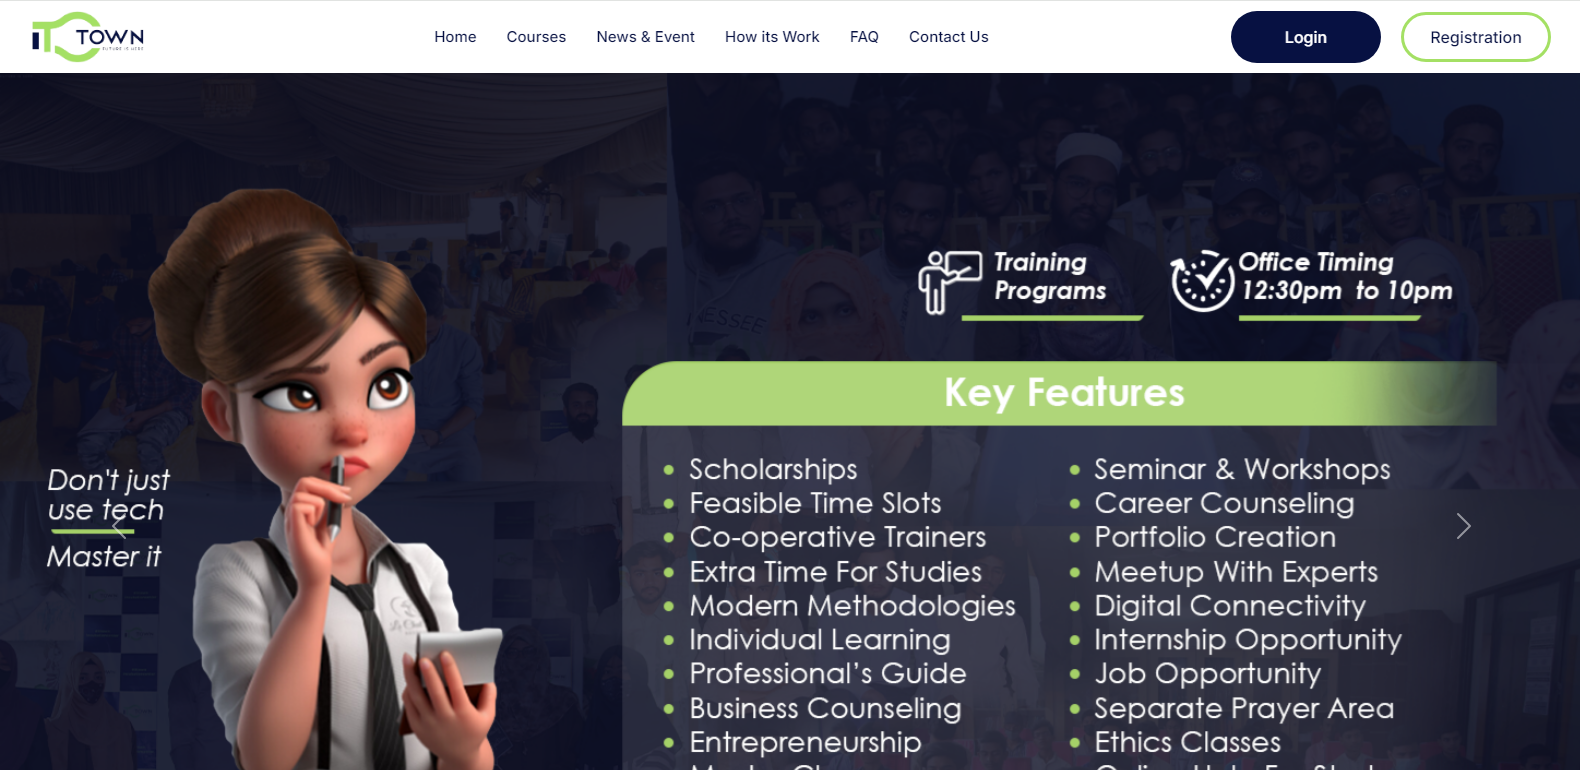 iT TOWN
FUTURE IS HERE
Home
Courses
News & Event
How its Work
FAQ
Contact Us
Login
Registration
Training
Programs
Office Timing
12:30pm to 10pm
Key Features
Don't just
use tech
Master it
Scholarships
Feasible Time Slots
Co-operative Trainers
Extra Time For Studies
Modern Methodologies
Individual Learning
Professional’s Guide
Business Counseling
Entrepreneurship
Seminar & Workshops
Career Counseling
Portfolio Creation
Meetup With Experts
Digital Connectivity
Internship Opportunity
Job Opportunity
Separate Prayer Area
Ethics Classes